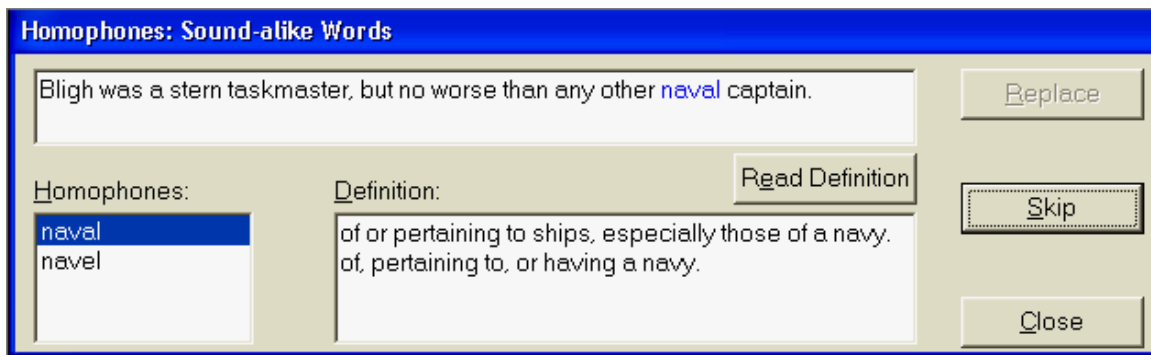 Homophones: Sound-alike Words
Bligh was a stern taskmaster, but no worse than any other naval captain.
Replace
Homophones:
Definition:
Read Definition
naval
navel
of or pertaining to ships, especially those of a navy.
of, pertaining to, or having a navy.
Skip
Close